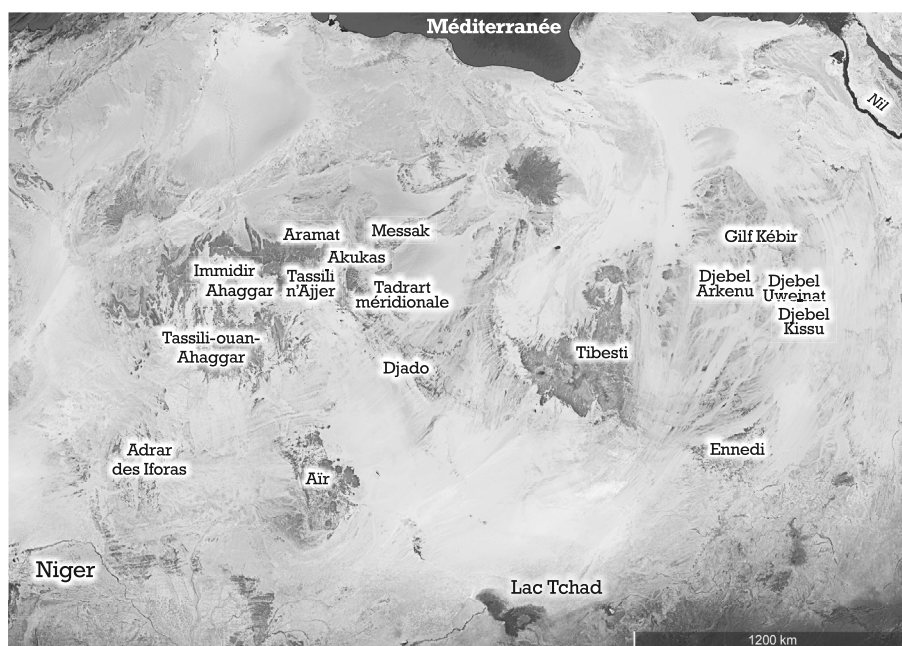 Méditerranée
Nil
Aramat
Messak
Gilf Kébir
Akukas
Immidir
Ahaggar
Tassili
n'Ajjer
Tadrart
méridionale
Djebel
Arkenu
Djebel
Uweinat
Djebel
Kissu
Tassili-ouan-
Ahaggar
Djado
Tibesti
Adrar
des Iforas
Aïr
Ennedi
Niger
Lac Tchad
1200 km